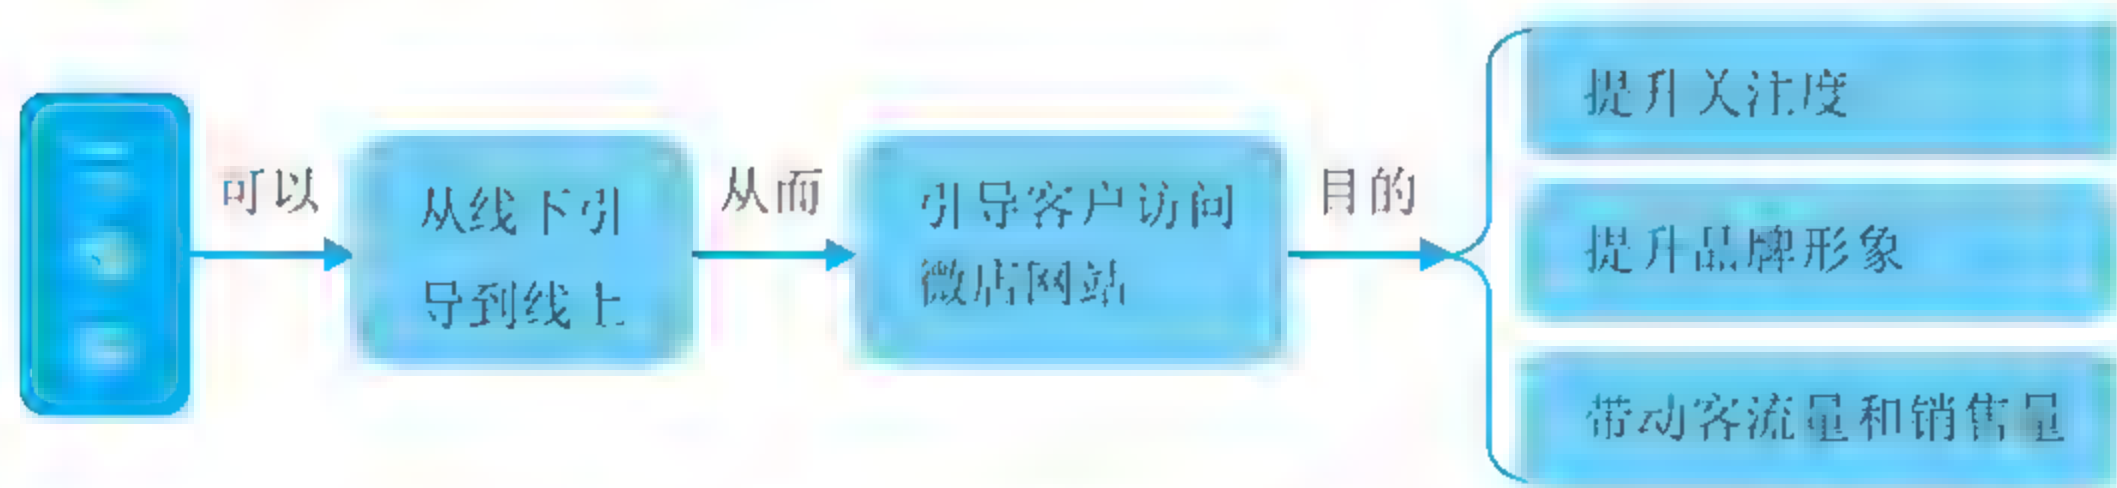 可以
从线下引
导到线上
从而
引导客户访问
微店网站
目的
提升关注度
提升品牌形象
带动客流量和销售量